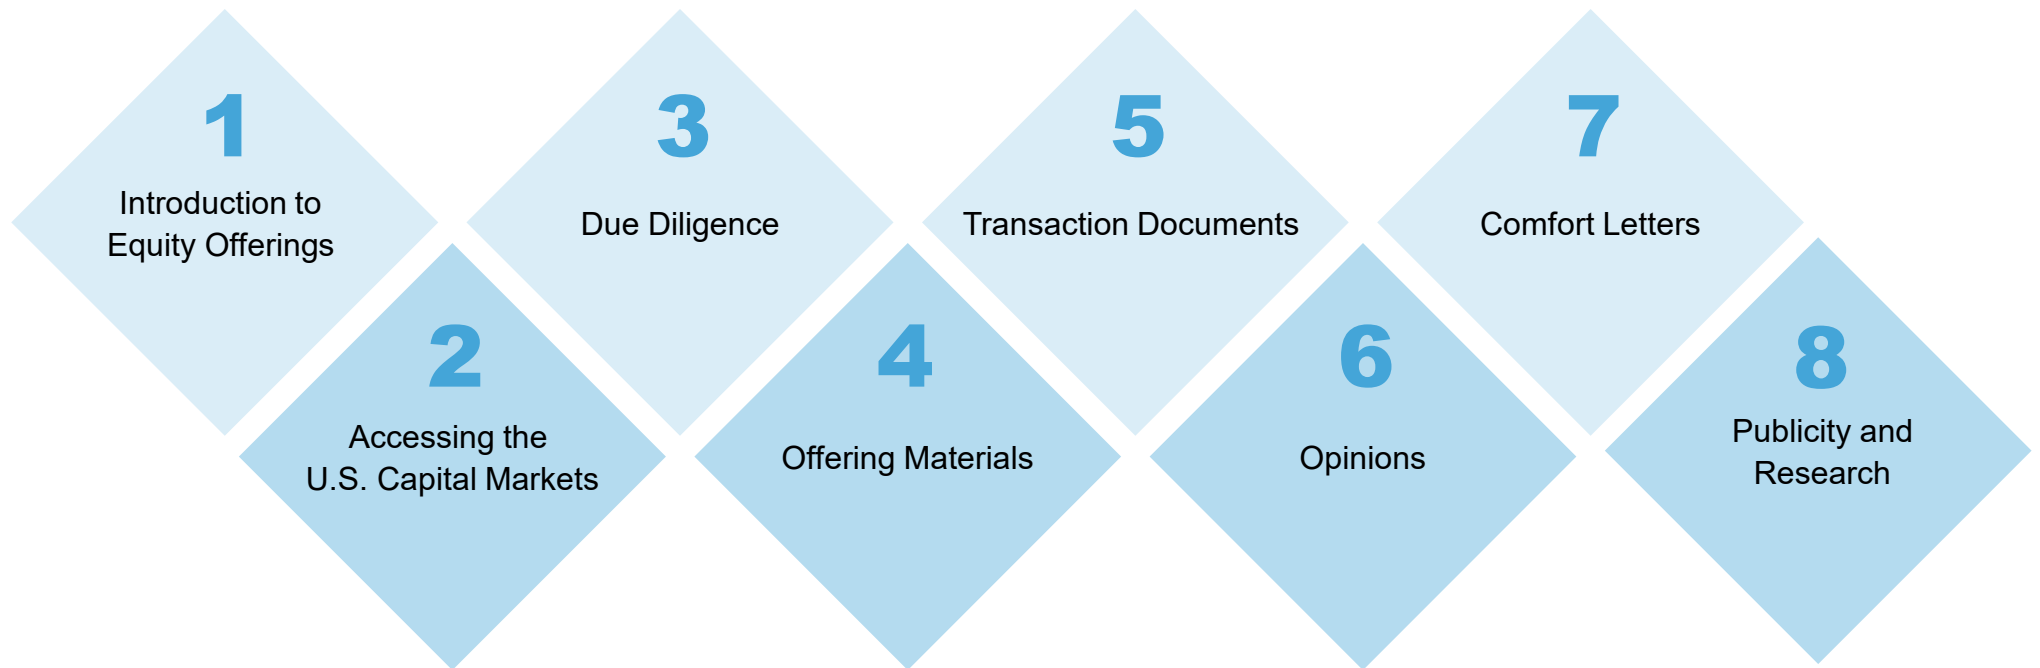 1
Introduction to
Equity Offerings
2
Accessing the
U.S. Capital Markets
3
Due Diligence
4
Offering Materials
5
Transaction Documents
6
Opinions
7
Comfort Letters
8
Publicity and
Research